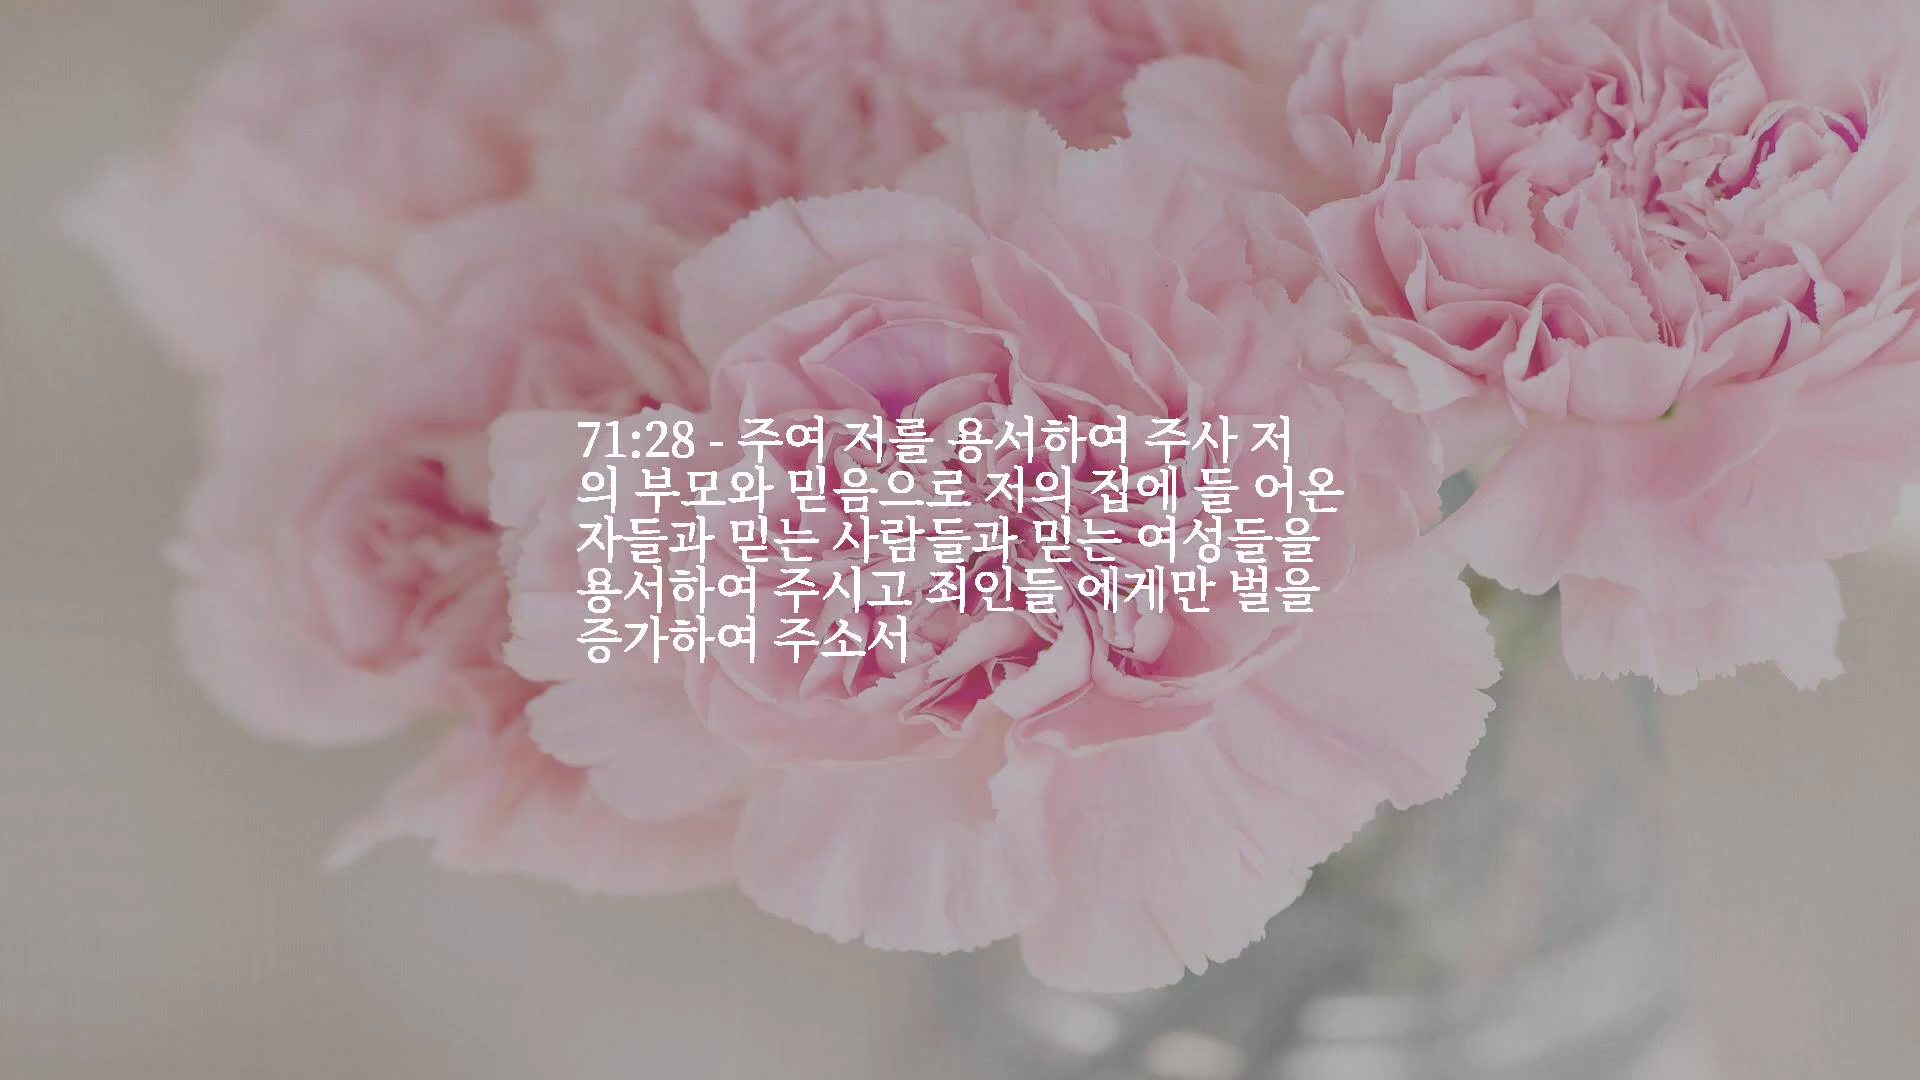 71:28 - 주여 저를 용서하여 주사 저
의 부모와 믿음으로 저의 집에 들 어온
자들과 믿는 사람들과 믿는 여성들을
용서하여 주시고 죄인들 에게만 벌을
증가하여 주소서